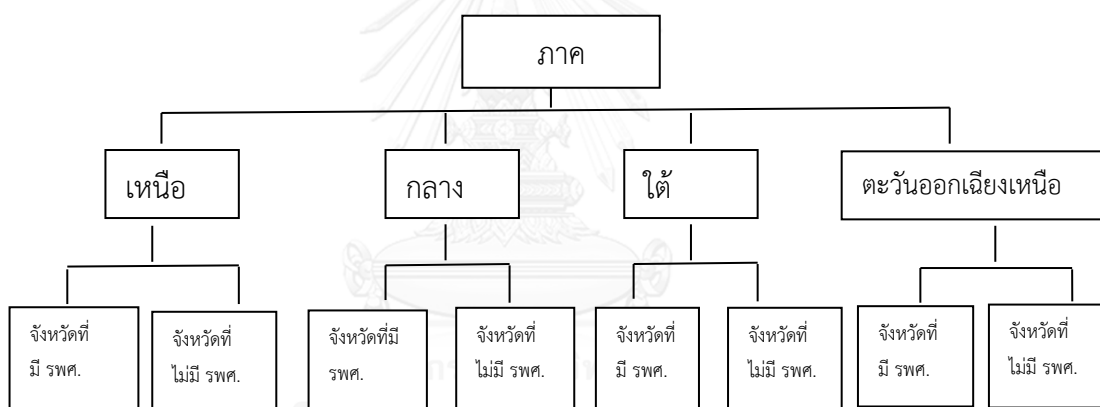 ภาค
เหนือ
กลาง
ใต้
ตะวันออกเฉียงเหนือ
จังหวัดที่
มี รพศ.
จังหวัดที่
ไม่มี รพศ.
จังหวัดที่มี
รพศ.
จังหวัดที่
ไม่มี รพศ.
จังหวัดที่
มี รพศ.
จังหวัดที่
ไม่มี รพศ.
จังหวัดที่
มี รพศ.
จังหวัดที่
ไม่มี รพศ.